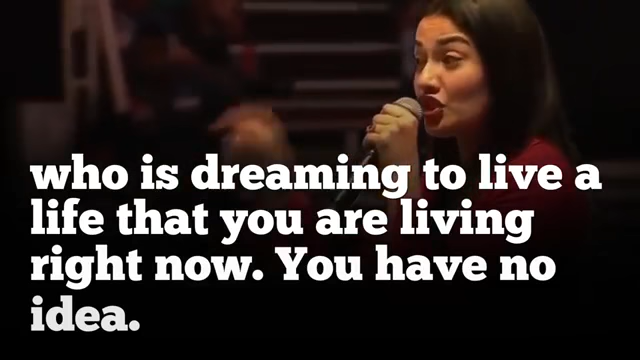 who is dreaming to live a
life that you are living
right now. You have no
idea.